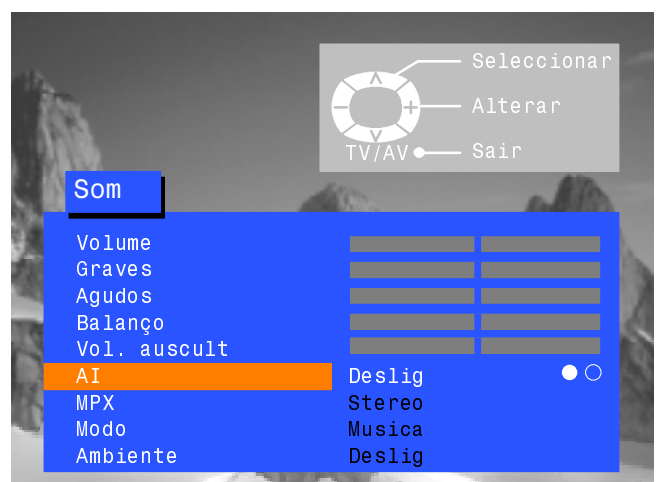 Seleccionar
Alterar
TV/AV Sair
Som
Volume
Graves
Agudos
Balanço
Vol. auscult
AI Deslig
MPX Stereo
Modo Musica
Ambiente Deslig